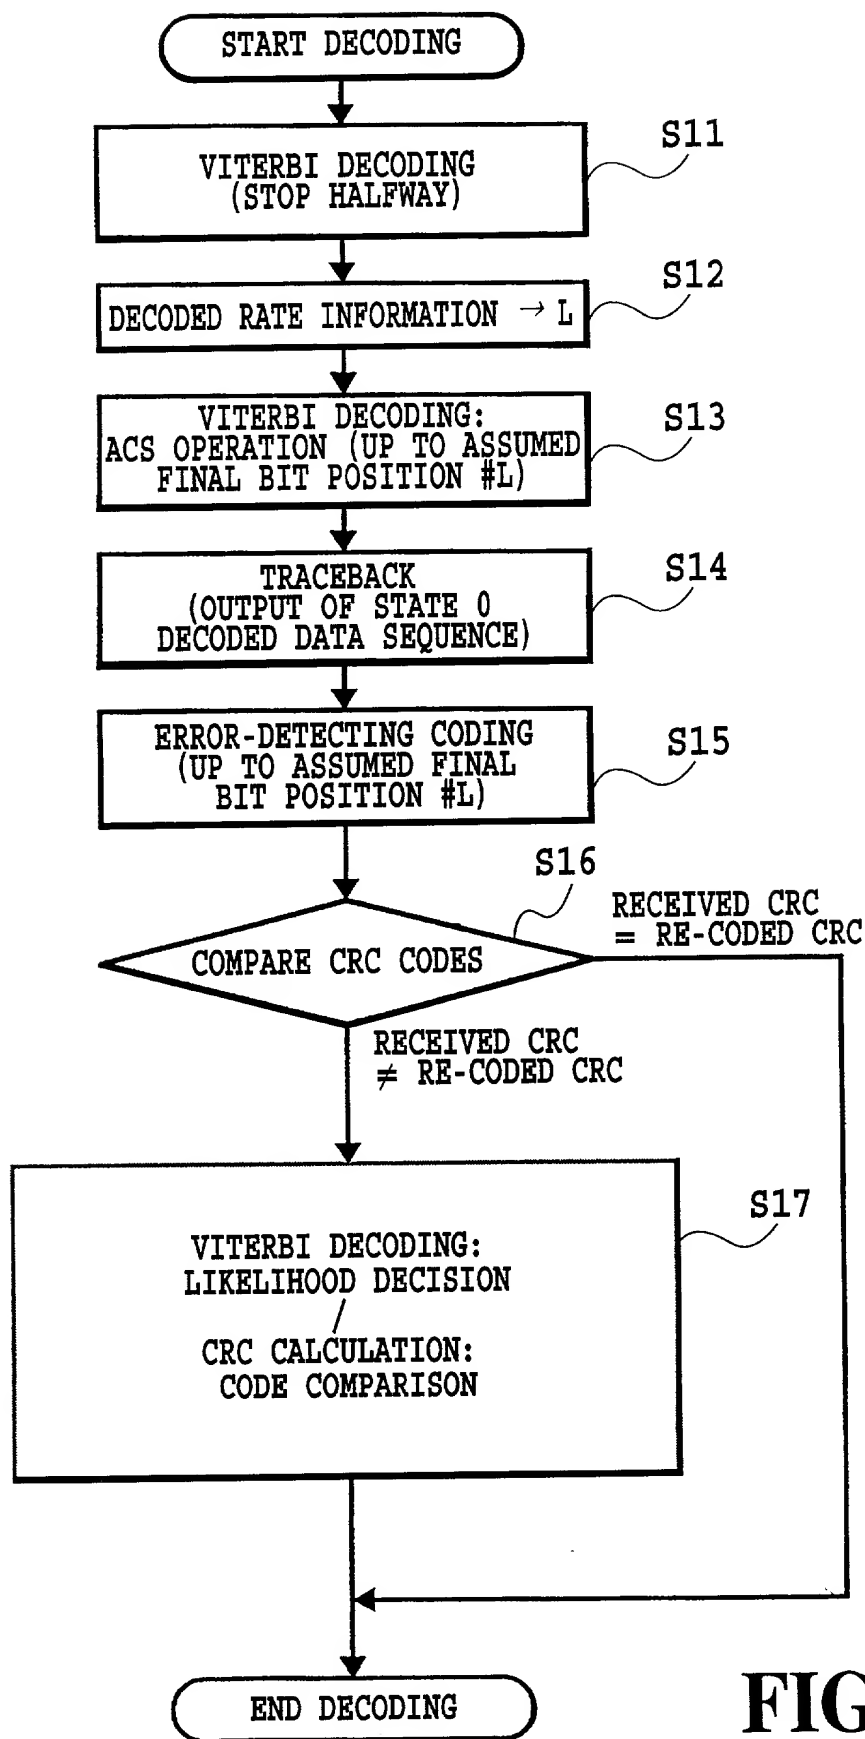 START DECODING
VITERBI DECODING
(STOP HALFWAY)
S11
DECODED RATE INFORMATION → L
S12
VITERBI DECODING:
ACS OPERATION (UP TO ASSUMED
FINAL BIT POSITION #L)
S13
TRACEBACK
(OUTPUT OF STATE 0
DECODED DATA SEQUENCE)
S14
ERROR-DETECTING CODING
(UP TO ASSUMED FINAL
BIT POSITION #L)
S15
S16
COMPARE CRC CODES
RECEIVED CRC
= RE-CODED CRC
RECEIVED CRC
≠ RE-CODED CRC
S17
VITERBI DECODING:
LIKELIHOOD DECISION
/
CRC CALCULATION:
CODE COMPARISON
END DECODING
FIG